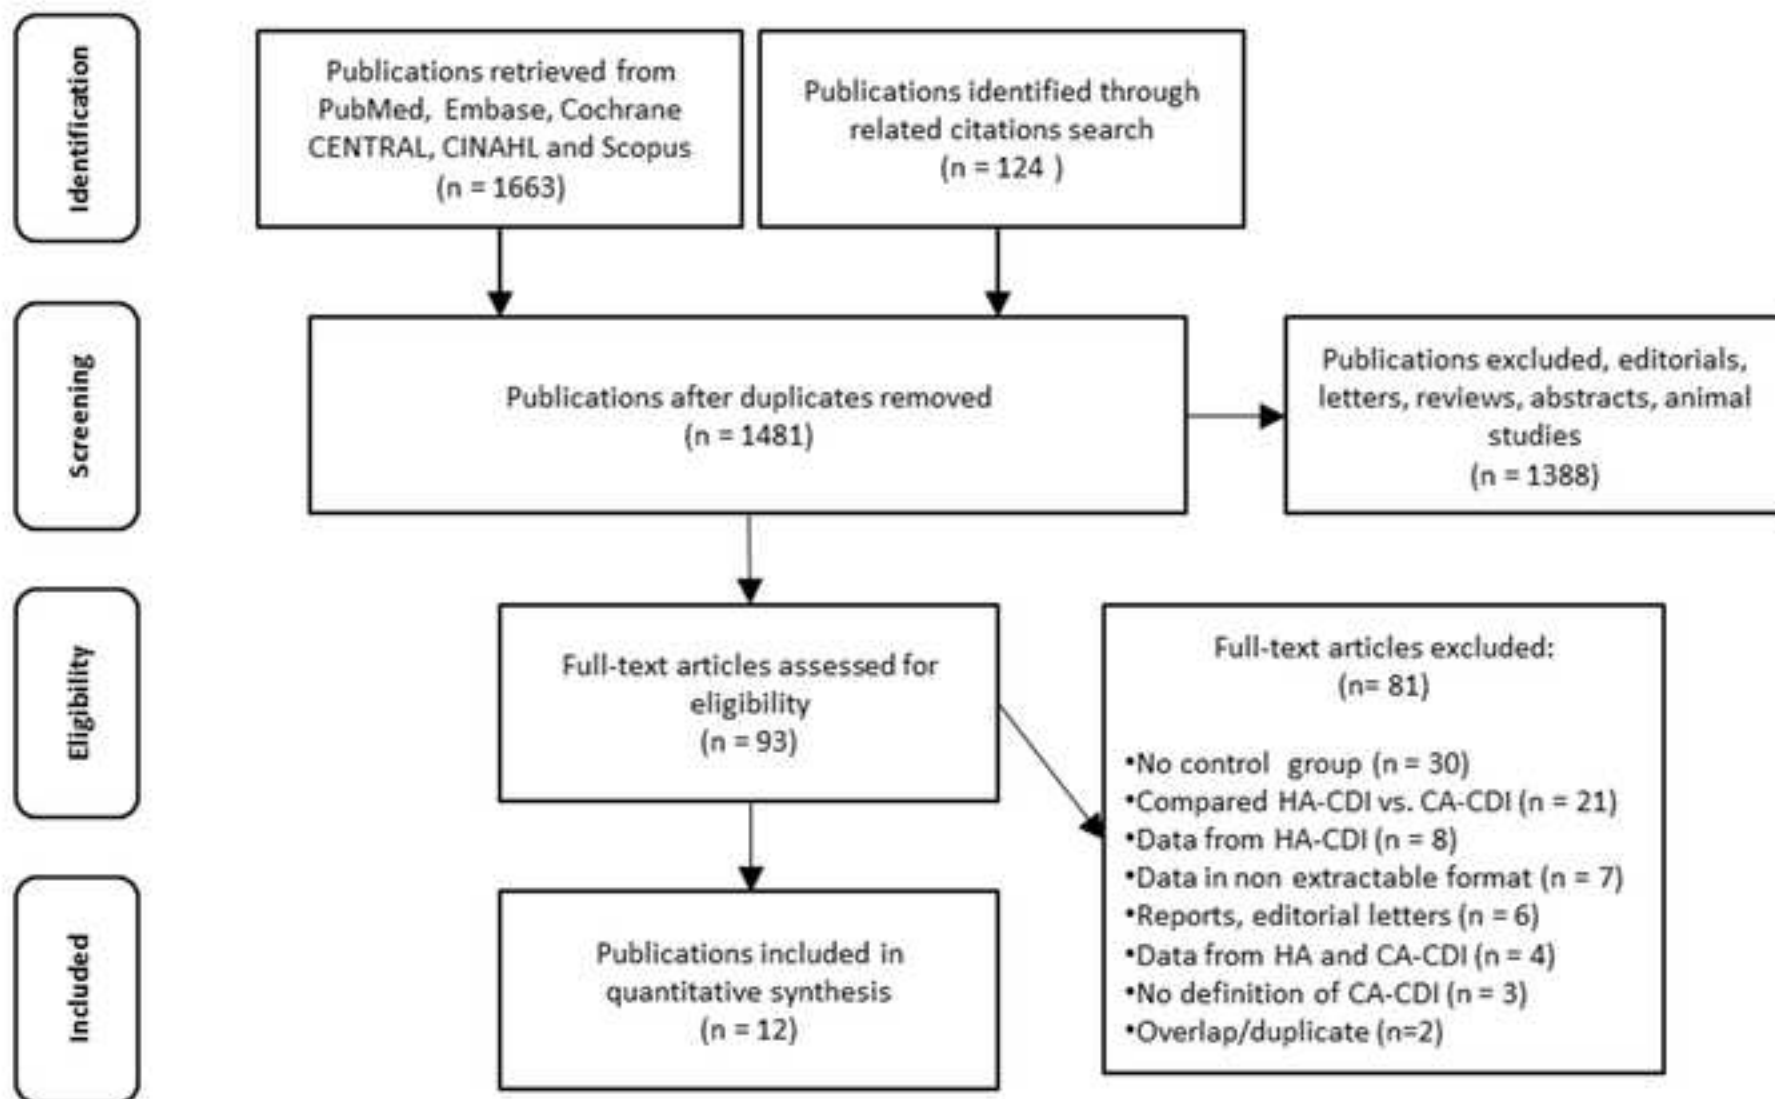 Identification
Publications retrieved from
PubMed, Embase, Cochrane
CENTRAL, CINAHL and Scopus
(n = 1663)
Publications identified through
related citations search
(n = 124 )
Screening
Publications after duplicates removed
(n = 1481)
Publications excluded, editorials,
letters, reviews, abstracts, animal
studies
(n = 1388)
Eligibility
Full-text articles assessed for
eligibility
(n = 93)
Full-text articles excluded:
(n= 81)
•No control group (n = 30)
•Compared HA-CDI vs. CA-CDI (n = 21)
•Data from HA-CDI (n = 8)
•Data in non extractable format (n = 7)
•Reports, editorial letters (n = 6)
•Data from HA and CA-CDI (n = 4)
•No definition of CA-CDI (n = 3)
•Overlap/duplicate (n=2)
Included
Publications included in
quantitative synthesis
(n = 12)